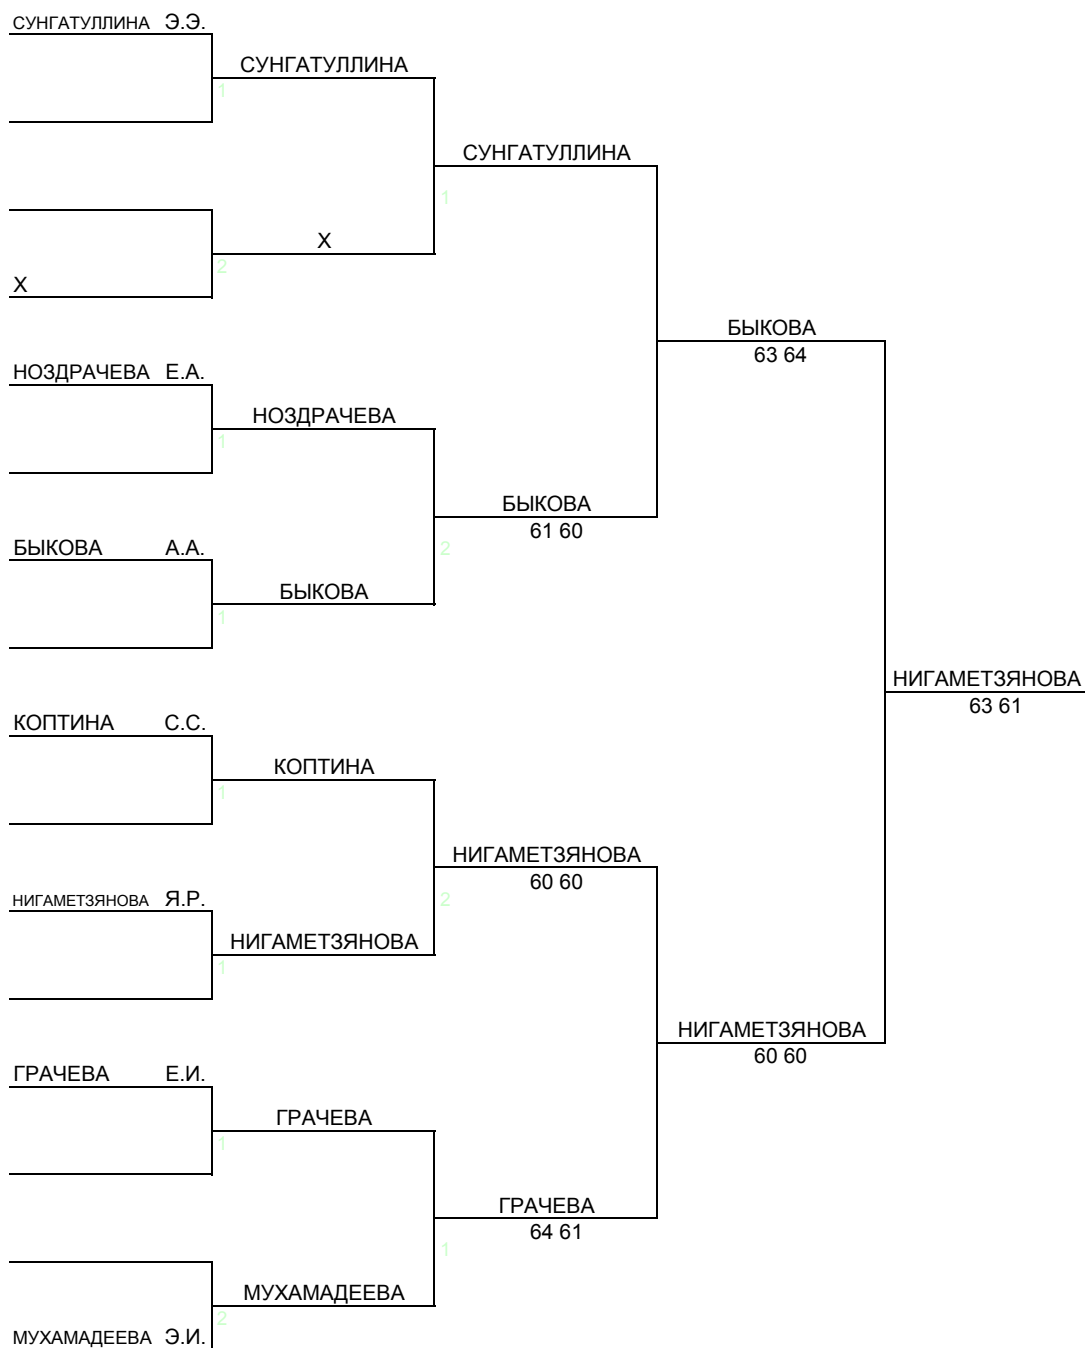 СУНГАТУЛЛИНА Э.Э.
СУНГАТУЛЛИНА
1
СУНГАТУЛЛИНА
1
X
2
X
БЫКОВА
63 64
НОЗДРАЧЕВА Е.А.
НОЗДРАЧЕВА
1
БЫКОВА
61 60
БЫКОВА А.А.
2
БЫКОВА
1
НИГАМЕТЗЯНОВА
63 61
КОПТИНА С.С.
КОПТИНА
1
НИГАМЕТЗЯНОВА
60 60
НИГАМЕТЗЯНОВА Я.Р.
2
НИГАМЕТЗЯНОВА
1
НИГАМЕТЗЯНОВА
60 60
ГРАЧЕВА Е.И.
ГРАЧЕВА
1
ГРАЧЕВА
64 61
1
МУХАМАДЕЕВА
2
МУХАМАДЕЕВА Э.И.